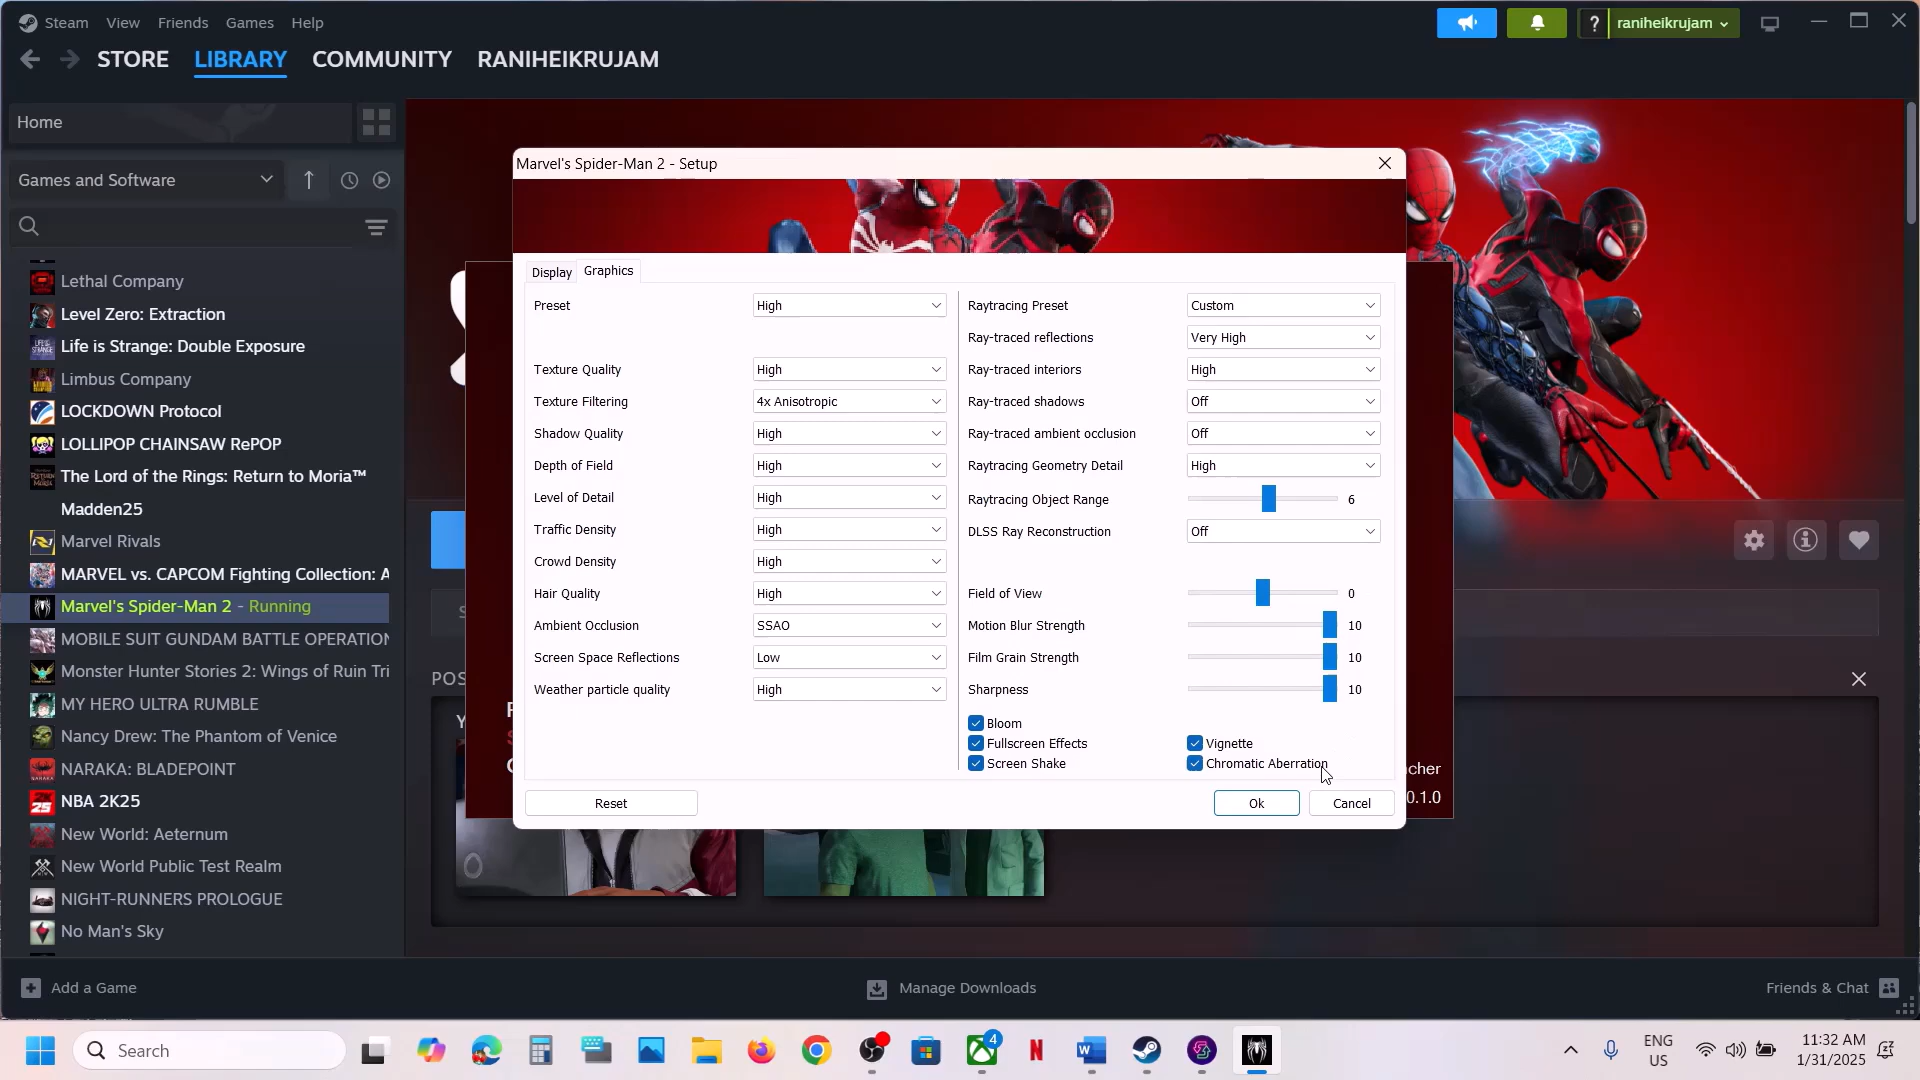 Steam View Friends Games Help
? raniheikrujam
STORE LIBRARY COMMUNITY RANIHEIKRUJAM
Home
Games and Software
Lethal Company
Level Zero: Extraction
Life is Strange: Double Exposure
Limbus Company
LOCKDOWN Protocol
LOLLIPOP CHAINSAW RePOP
The Lord of the Rings: Return to Moria™
Madden25
Marvel Rivals
MARVEL vs. CAPCOM Fighting Collection: A
Marvel's Spider-Man 2 - Running
MOBILE SUIT GUNDAM BATTLE OPERATION
Monster Hunter Stories 2: Wings of Ruin Tri
MY HERO ULTRA RUMBLE
Nancy Drew: The Phantom of Venice
NARAKA: BLADEPOINT
NBA 2K25
New World: Aeternum
New World Public Test Realm
NIGHT-RUNNERS PROLOGUE
No Man's Sky
Marvel's Spider-Man 2 - Setup
Display Graphics
Preset High
Texture Quality High
Texture Filtering 4x Anisotropic
Shadow Quality High
Depth of Field High
Level of Detail High
Traffic Density High
Crowd Density High
Hair Quality High
Ambient Occlusion SSAO
Screen Space Reflections Low
Weather particle quality High
Raytracing Preset Custom
Ray-traced reflections Very High
Ray-traced interiors High
Ray-traced shadows Off
Ray-traced ambient occlusion Off
Raytracing Geometry Detail High
Raytracing Object Range 6
DLSS Ray Reconstruction Off
Field of View 0
Motion Blur Strength 10
Film Grain Strength 10
Sharpness 10
Bloom
Fullscreen Effects Vignette
Screen Shake Chromatic Aberration
Reset Ok Cancel
POS
cher
0.1.0
Add a Game Manage Downloads Friends & Chat
Search
4
ENG
US
11:32 AM
1/31/2025